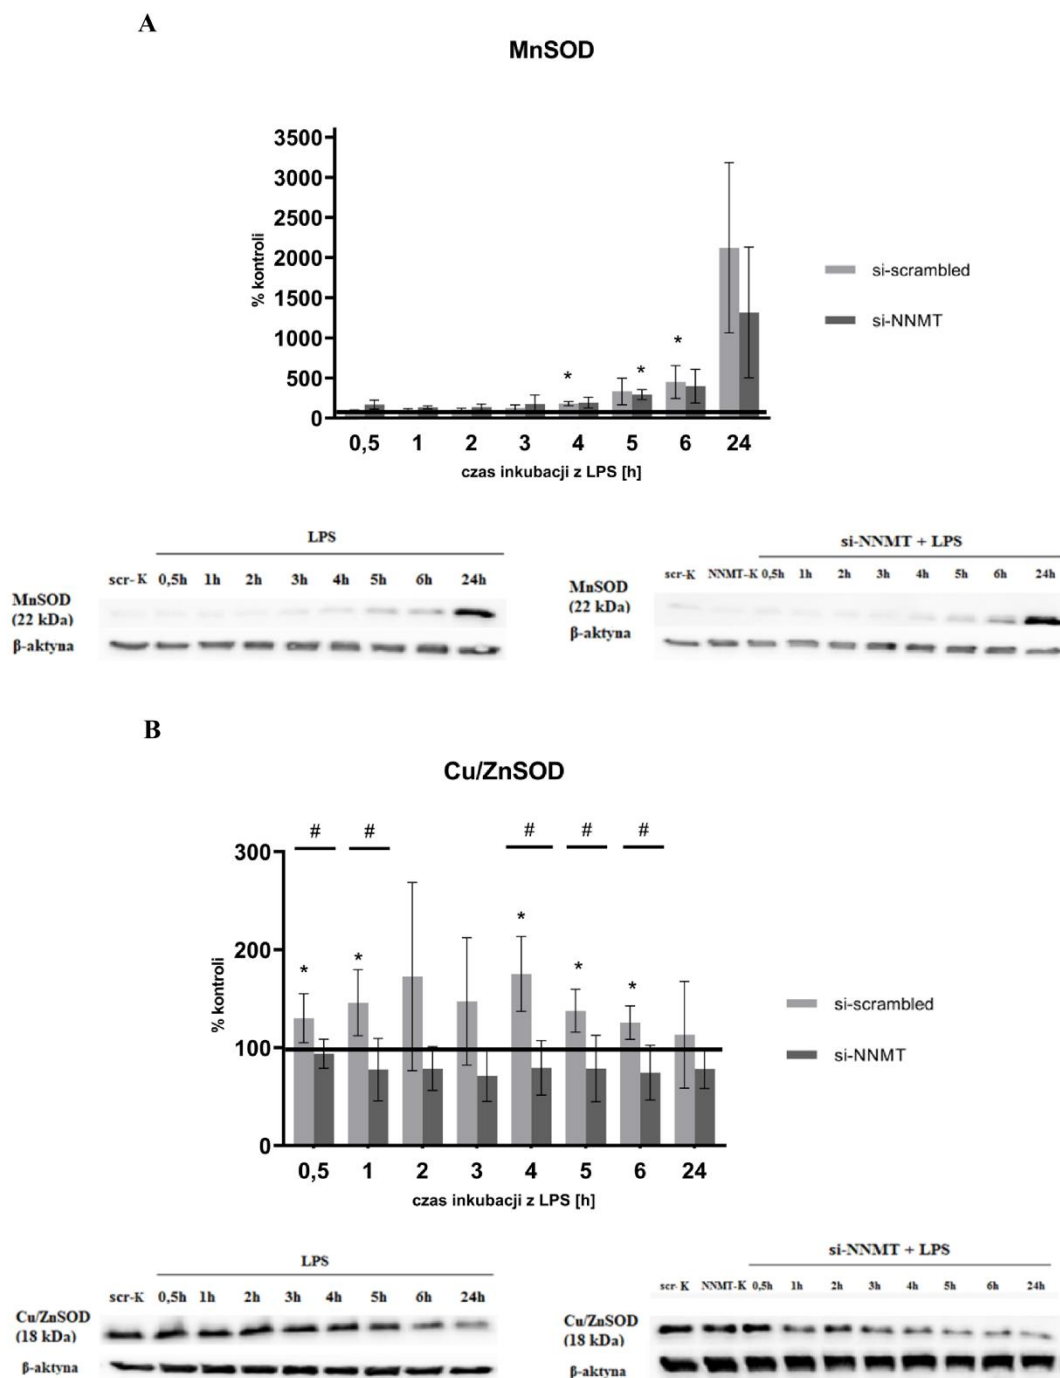 A
MnSOD
3500
3000
2500
2000
1500
1000
500
0
% kontroli
* * *
0,5 1 2 3 4 5 6 24
czas inkubacji z LPS [h]
si-scrambled
si-NNMT
LPS
scr-K 0,5h 1h 2h 3h 4h 5h 6h 24h
MnSOD
(22 kDa)
β-aktyna
si-NNMT + LPS
scr-K NNMT-K 0,5h 1h 2h 3h 4h 5h 6h 24h
MnSOD
(22 kDa)
β-aktyna
B
Cu/ZnSOD
# # # # #
300
200
100
0
% kontroli
* * * * *
0,5 1 2 3 4 5 6 24
czas inkubacji z LPS [h]
si-scrambled
si-NNMT
LPS
scr-K 0,5h 1h 2h 3h 4h 5h 6h 24h
Cu/ZnSOD
(18 kDa)
β-aktyna
si-NNMT + LPS
scr-K NNMT-K 0,5h 1h 2h 3h 4h 5h 6h 24h
Cu/ZnSOD
(18 kDa)
β-aktyna